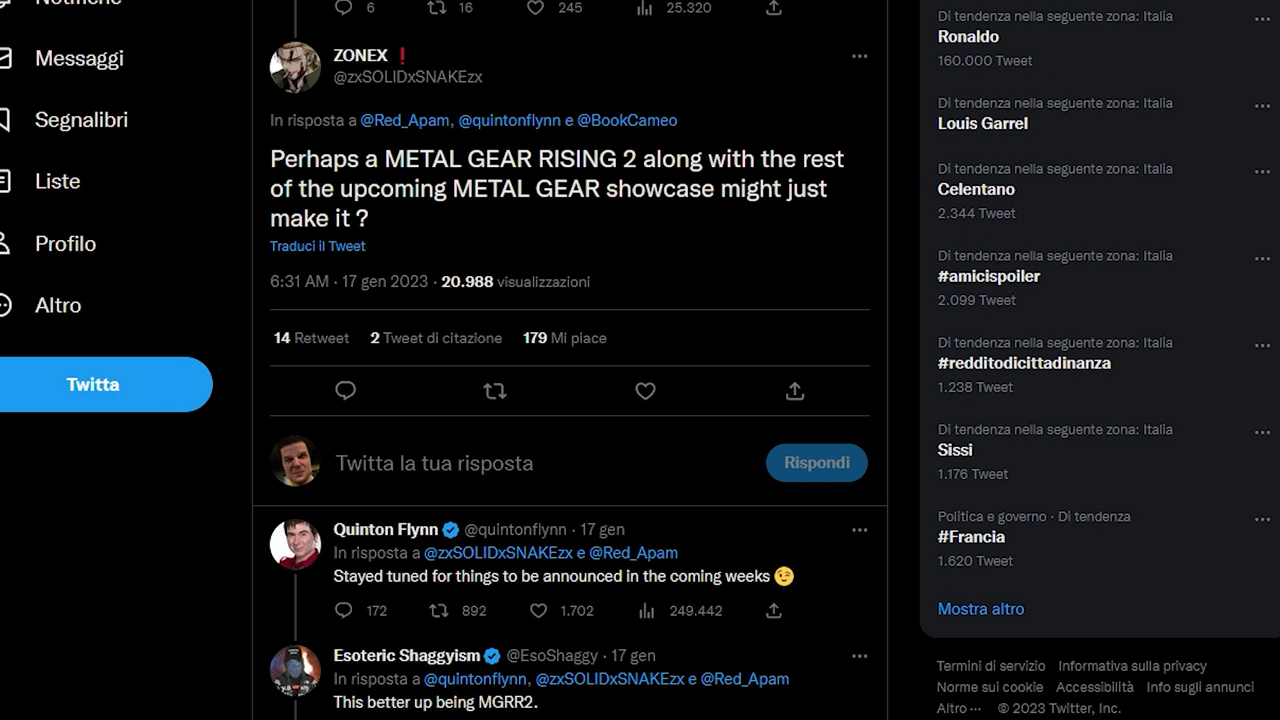 Notifiche
Messaggi
Segnalibri
Liste
Profilo
Altro
Twitta
6 16 245 25.320
ZONEX ❗
@zxSOLIDxSNAKEzx
In risposta a @Red_Apam, @quintonflynn e @BookCameo
Perhaps a METAL GEAR RISING 2 along with the rest
of the upcoming METAL GEAR showcase might just
make it ?
Traduci il Tweet
6:31 AM · 17 gen 2023 · 20.988 visualizzazioni
14 Retweet 2 Tweet di citazione 179 Mi piace
Twitta la tua risposta
Rispondi
Quinton Flynn @quintonflynn · 17 gen
In risposta a @zxSOLIDxSNAKEzx e @Red_Apam
Stayed tuned for things to be announced in the coming weeks 😉
172 892 1.702 249.442
Esoteric Shaggyism @EsoShaggy · 17 gen
In risposta a @quintonflynn, @zxSOLIDxSNAKEzx e @Red_Apam
This better up being MGRR2.
Di tendenza nella seguente zona: Italia
Ronaldo
160.000 Tweet
Di tendenza nella seguente zona: Italia
Louis Garrel
Di tendenza nella seguente zona: Italia
Celentano
2.344 Tweet
Di tendenza nella seguente zona: Italia
#amicispoiler
2.099 Tweet
Di tendenza nella seguente zona: Italia
#redditodicittadinanza
1.238 Tweet
Di tendenza nella seguente zona: Italia
Sissi
1.176 Tweet
Politica e governo · Di tendenza
#Francia
1.620 Tweet
Mostra altro
Termini di servizio Informativa sulla privacy
Norme sui cookie Accessibilità Info sugli annunci
Altro ··· © 2023 Twitter, Inc.